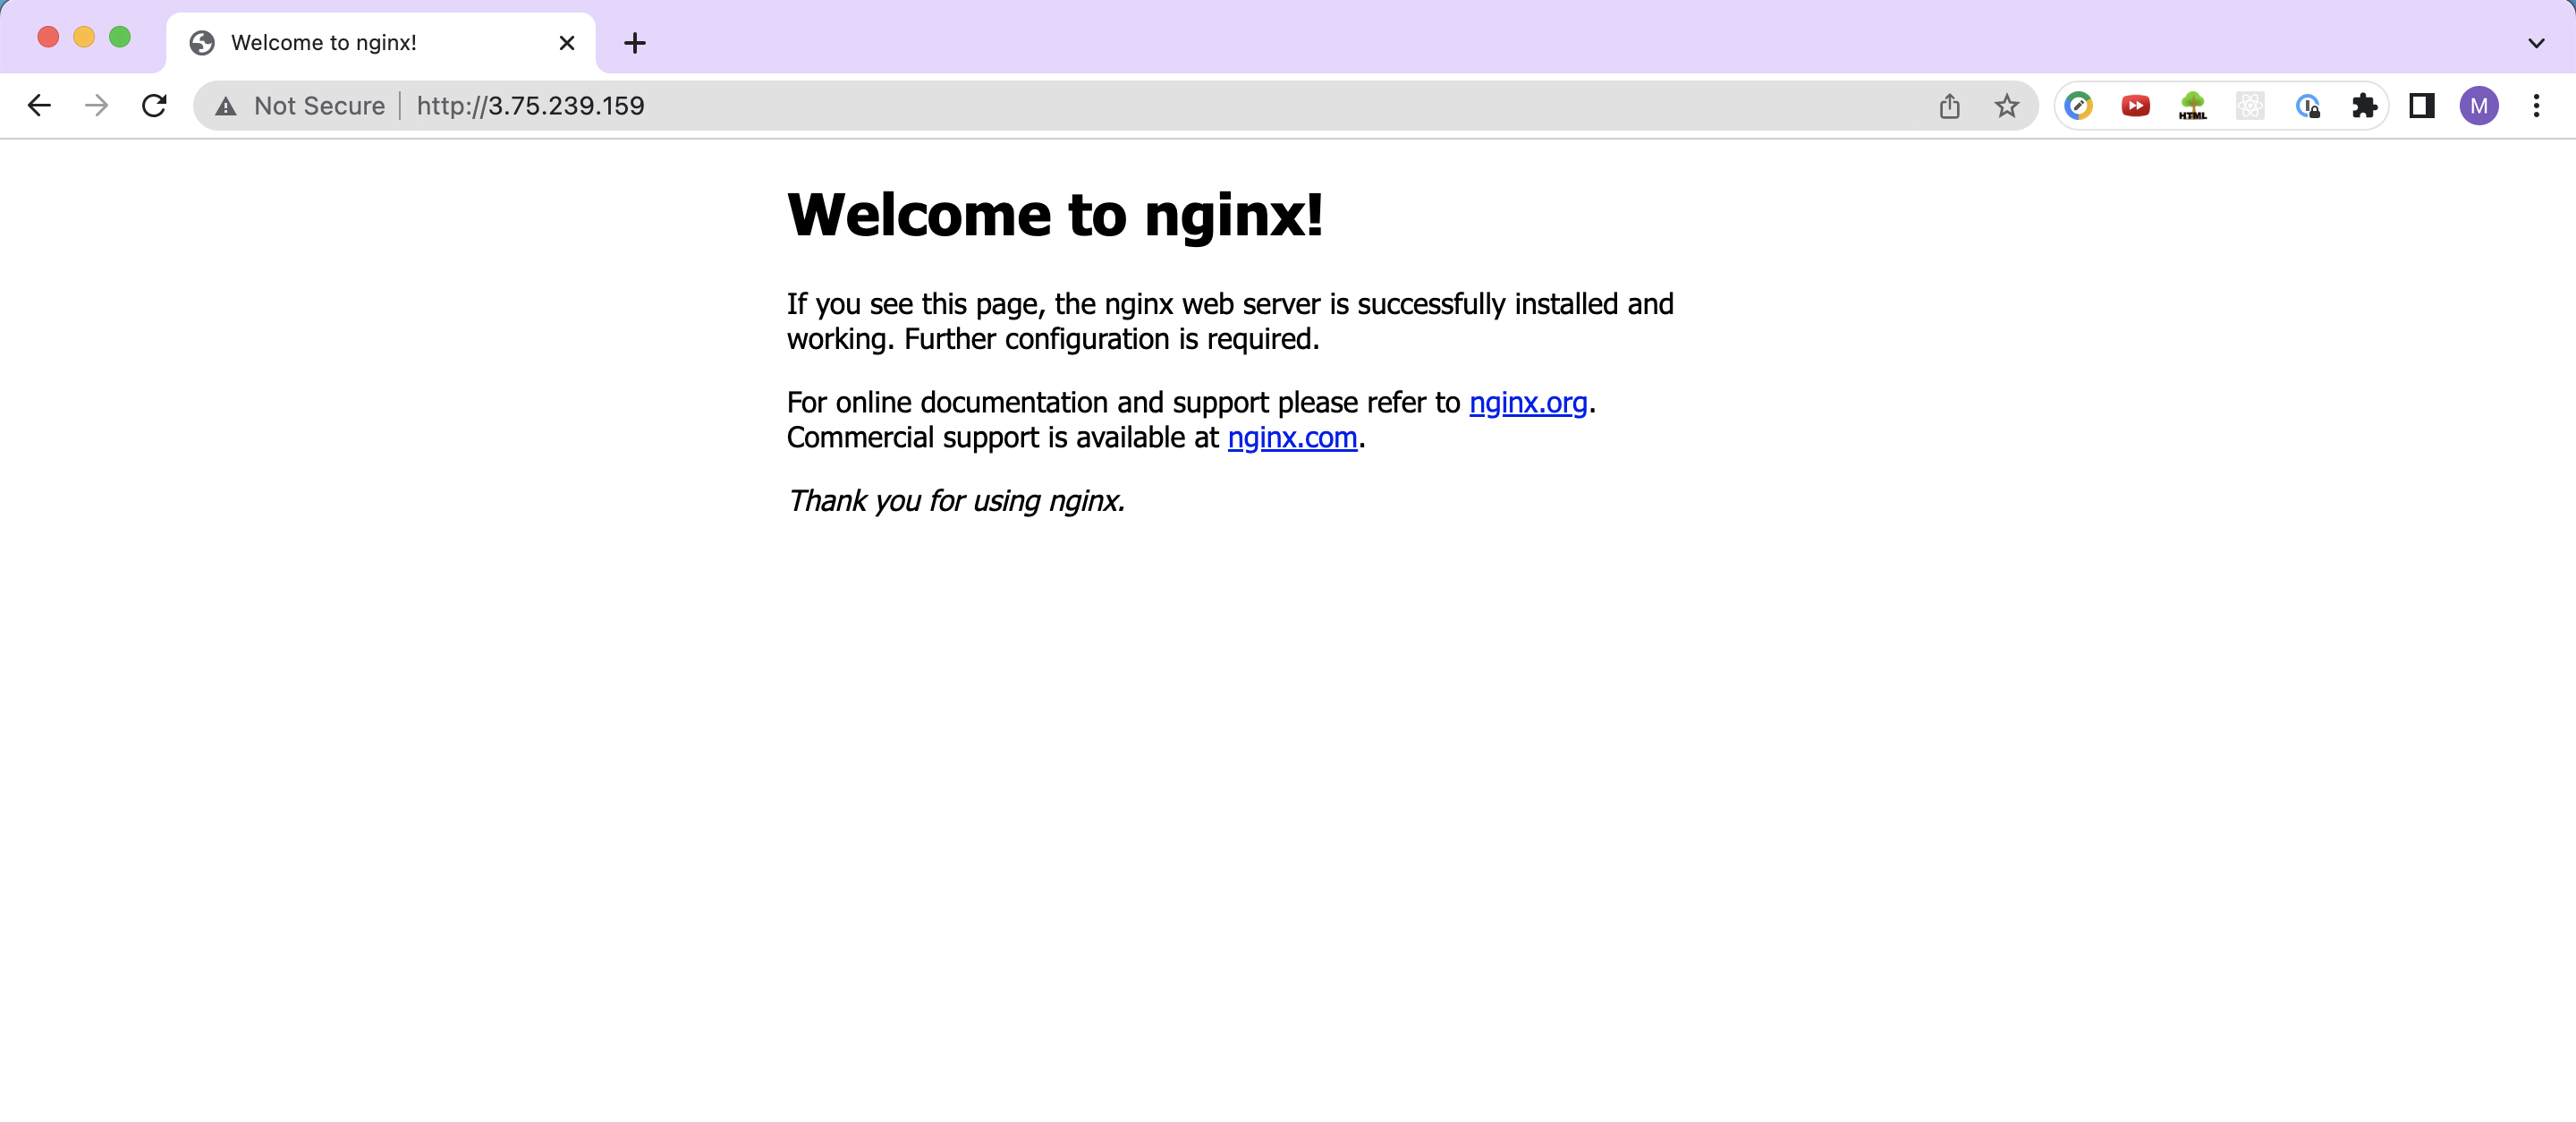 Welcome to nginx!
Not Secure http://3.75.239.159
HTML
M
Welcome to nginx!
If you see this page, the nginx web server is successfully installed and
working. Further configuration is required.
For online documentation and support please refer to nginx.org.
Commercial support is available at nginx.com.
Thank you for using nginx.